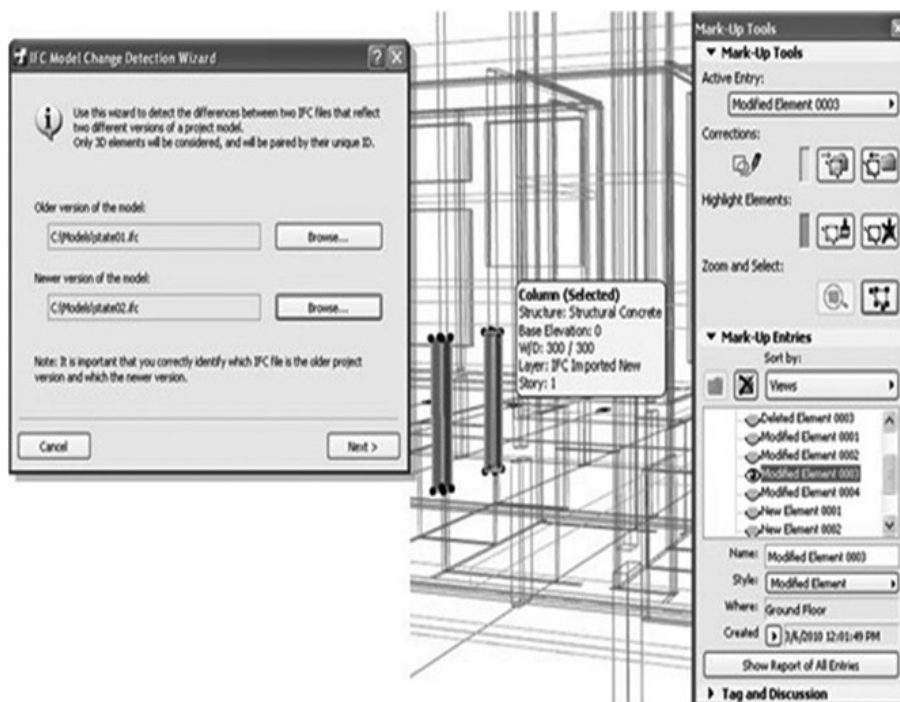 IFC Model Change Detection Wizard
Use this wizard to detect the differences between two IFC files that reflect
two different versions of a project model.
Only 3D elements will be considered, and will be paired by their unique ID.
Older version of the model:
C:\Models\state01.ifc
Browse...
Newer version of the model:
C:\Models\state02.ifc
Browse...
Note: It is important that you correctly identify which IFC file is the older project
version and which the newer version.
Cancel
Next >
Column (Selected)
Structure: Structural Concrete
Base Elevation: 0
W/D: 300 / 300
Layer: IFC Imported New
Story: 1
Mark-Up Tools
Mark-Up Tools
Active Entry:
Modified Element 0003
Corrections:
Highlight Elements:
Zoom and Select:
Mark-Up Entries
Sort by:
Views
Deleted Element 0003
Modified Element 0001
Modified Element 0002
Modified Element 0003
Modified Element 0004
New Element 0001
New Element 0002
Name: Modified Element 0003
Style: Modified Element
Where: Ground Floor
Created 3/6/2010 12:01:49 PM
Show Report of All Entries
Tag and Discussion